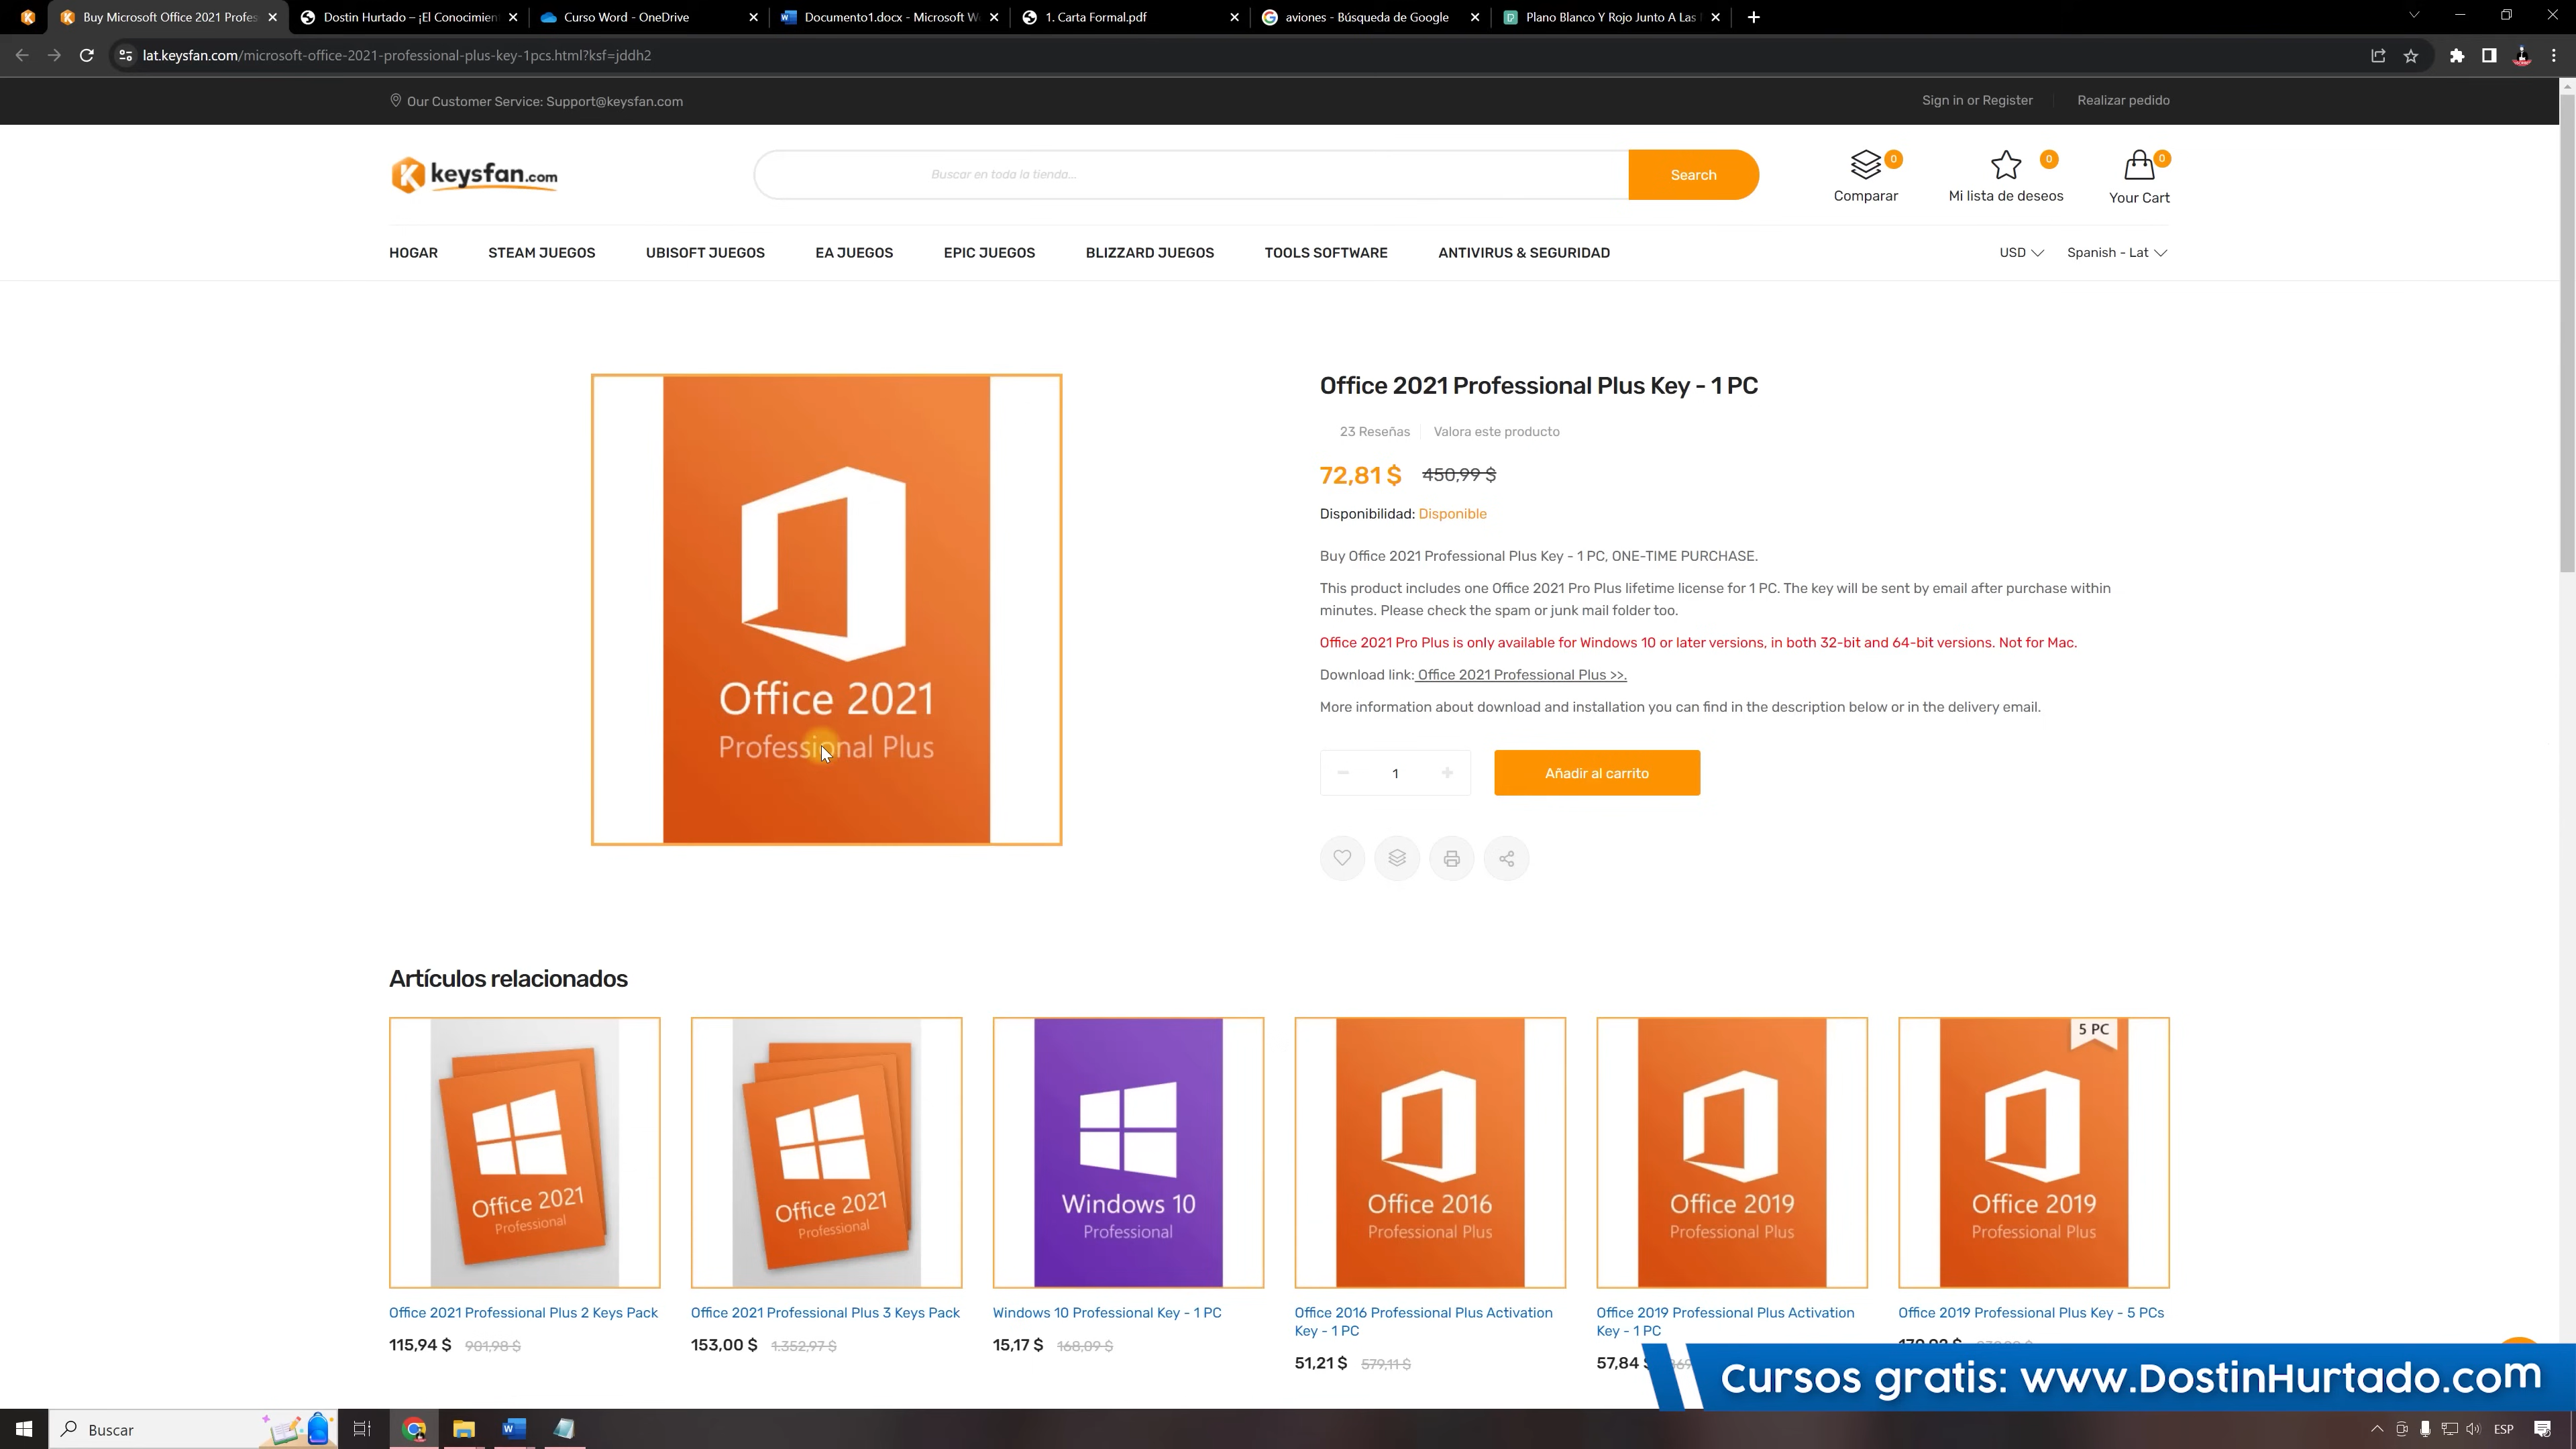 Buy Microsoft Office 2021 Profes
Dostin Hurtado – ¡El Conocimien
Curso Word - OneDrive
Documento1.docx - Microsoft W
1. Carta Formal.pdf
aviones - Búsqueda de Google
Plano Blanco Y Rojo Junto A Las
lat.keysfan.com/microsoft-office-2021-professional-plus-key-1pcs.html?ksf=jddh2
Our Customer Service: Support@keysfan.com
Sign in or Register
Realizar pedido
keysfan.com
Buscar en toda la tienda...
Search
0
0
0
Comparar
Mi lista de deseos
Your Cart
HOGAR
STEAM JUEGOS
UBISOFT JUEGOS
EA JUEGOS
EPIC JUEGOS
BLIZZARD JUEGOS
TOOLS SOFTWARE
ANTIVIRUS & SEGURIDAD
USD
Spanish - Lat
Office 2021
Professional Plus
Office 2021 Professional Plus Key - 1 PC
23 Reseñas
Valora este producto
72,81 $ 450,99 $
Disponibilidad: Disponible
Buy Office 2021 Professional Plus Key - 1 PC, ONE-TIME PURCHASE.
This product includes one Office 2021 Pro Plus lifetime license for 1 PC. The key will be sent by email after purchase within
minutes. Please check the spam or junk mail folder too.
Office 2021 Pro Plus is only available for Windows 10 or later versions, in both 32-bit and 64-bit versions. Not for Mac.
Download link: Office 2021 Professional Plus >>.
More information about download and installation you can find in the description below or in the delivery email.
1
Añadir al carrito
Artículos relacionados
Office 2021
Professional
Office 2021
Professional
Windows 10
Professional
Office 2016
Professional Plus
Office 2019
Professional Plus
5 PC
Office 2019
Professional Plus
Office 2021 Professional Plus 2 Keys Pack
115,94 $ 901,98 $
Office 2021 Professional Plus 3 Keys Pack
153,00 $ 1.352,97 $
Windows 10 Professional Key - 1 PC
15,17 $ 168,09 $
Office 2016 Professional Plus Activation
Key - 1 PC
51,21 $ 579,11 $
Office 2019 Professional Plus Activation
Key - 1 PC
57,84 $
Office 2019 Professional Plus Key - 5 PCs
Cursos gratis: www.DostinHurtado.com
Buscar
ESP